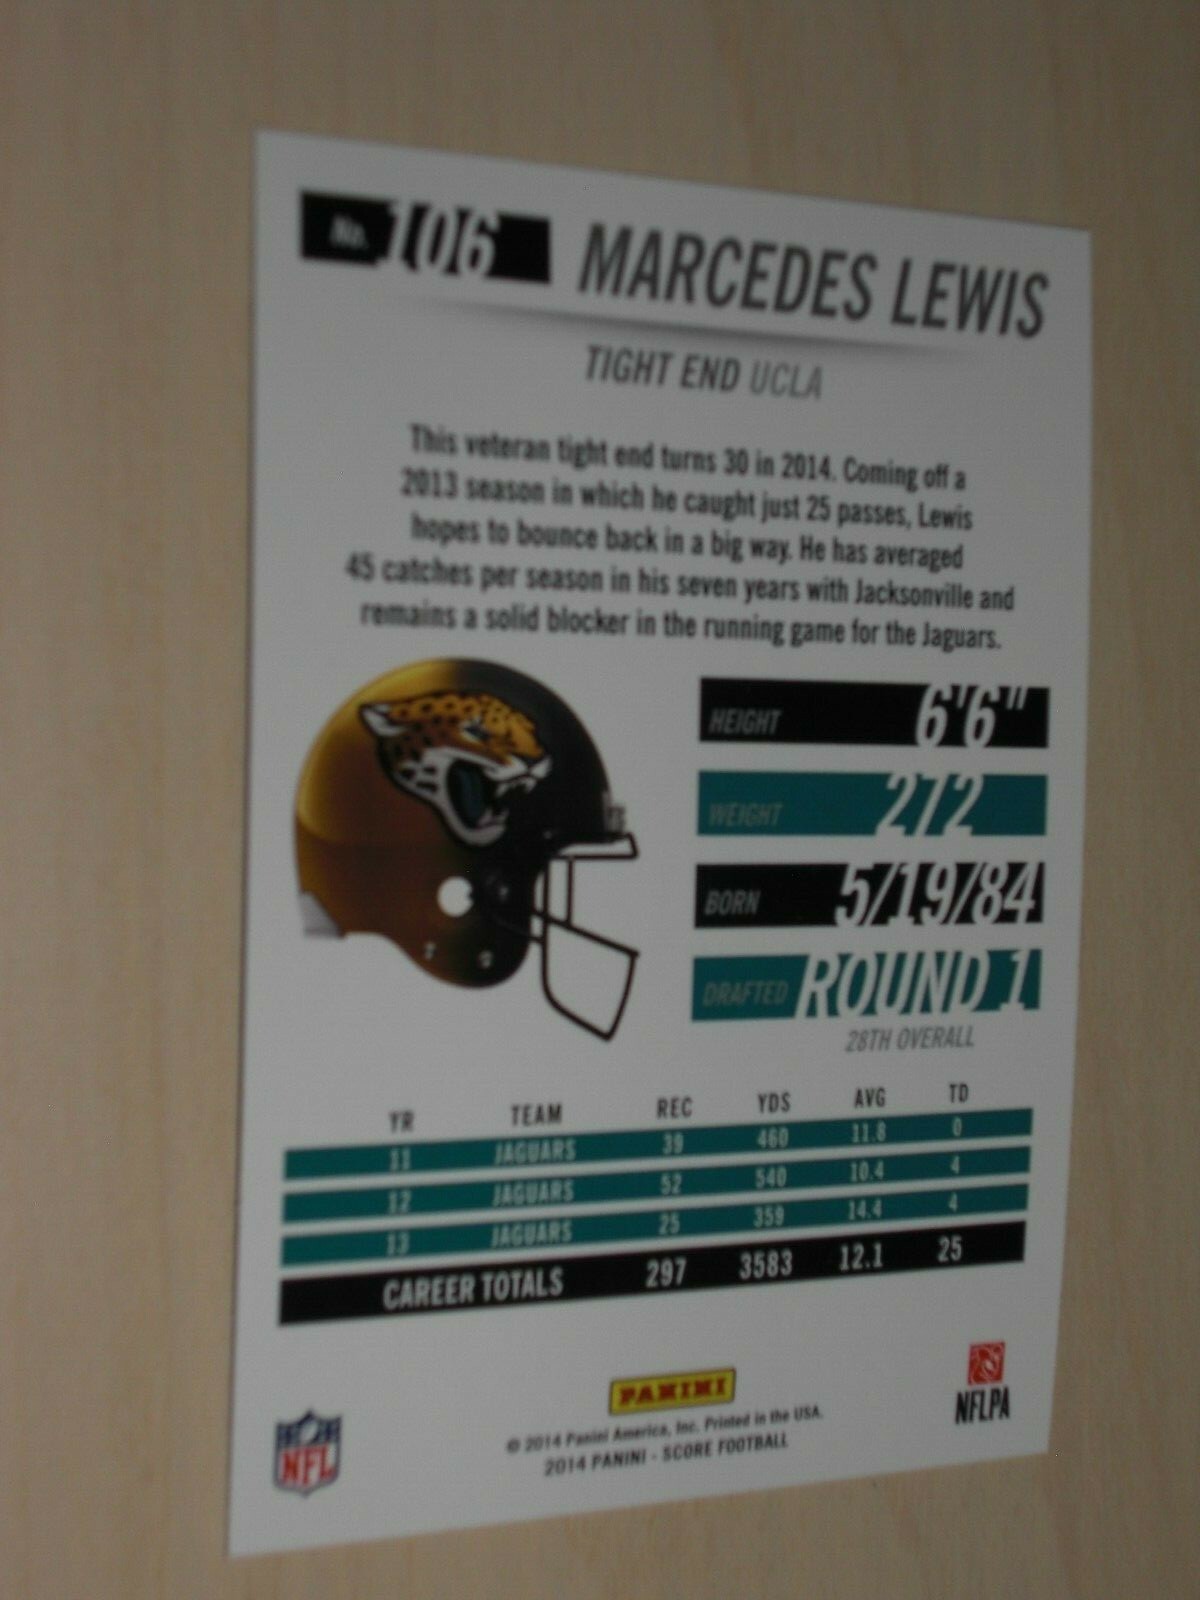 No. 106 MARCEDES LEWIS
TIGHT END UCLA
This veteran tight end turns 30 in 2014. Coming off a
2013 season in which he caught just 25 passes, Lewis
hopes to bounce back in a big way. He has averaged
45 catches per season in his seven years with Jacksonville and
remains a solid blocker in the running game for the Jaguars.
HEIGHT 6'6"
WEIGHT 272
BORN 5/19/84
DRAFTED ROUND 1
28TH OVERALL
YR TEAM REC YDS AVG TD
11 JAGUARS 39 460 11.8 0
12 JAGUARS 52 540 10.4 4
13 JAGUARS 25 359 14.4 4
CAREER TOTALS 297 3583 12.1 25
PANINI
© 2014 Panini America, Inc. Printed in the USA.
2014 PANINI - SCORE FOOTBALL
NFL
NFLPA